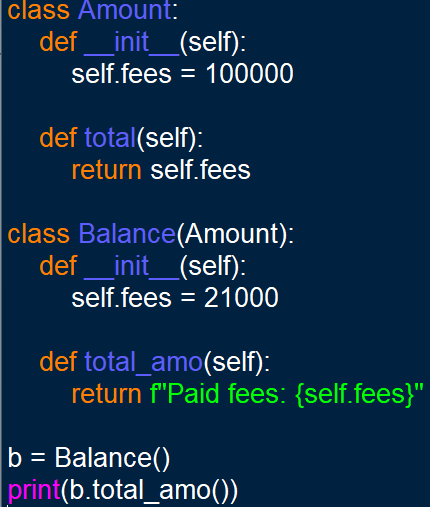 class Amount:
    def __init__(self):
        self.fees = 100000

    def total(self):
        return self.fees

class Balance(Amount):
    def __init__(self):
        self.fees = 21000

    def total_amo(self):
        return f"Paid fees: {self.fees}"

b = Balance()
print(b.total_amo())